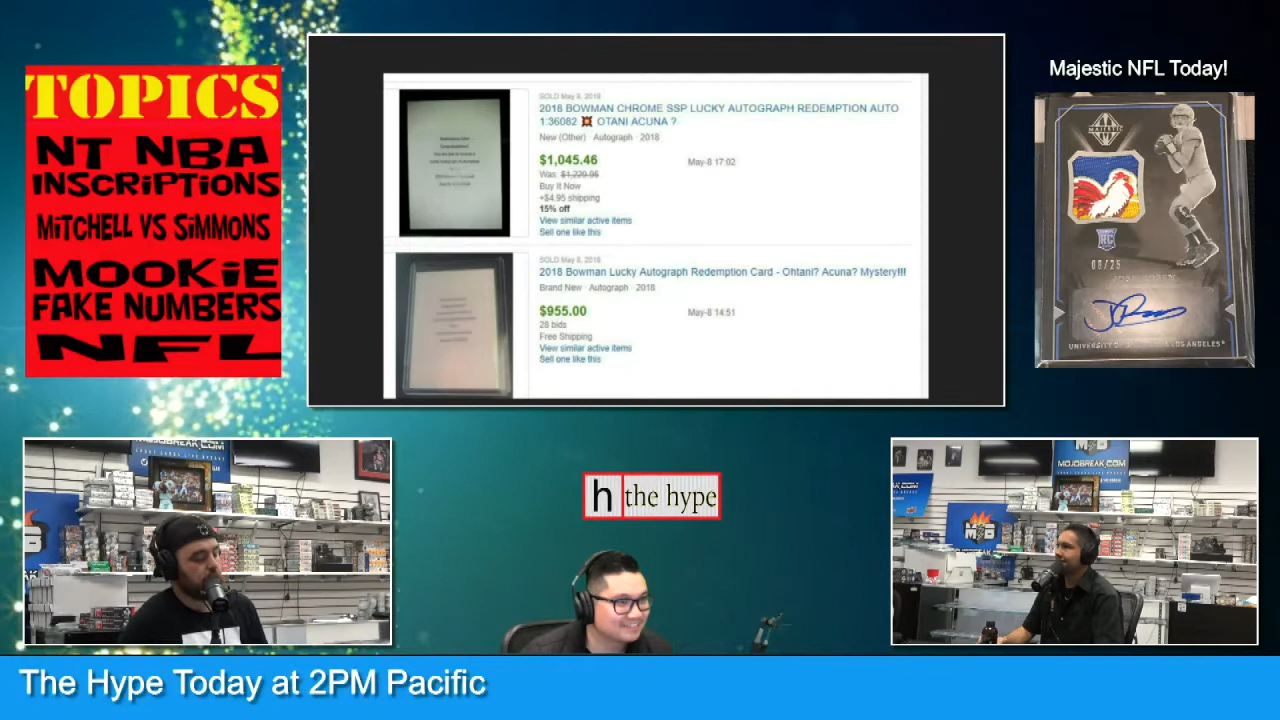 TOPICS
NT NBA
INSCRIPTIONS
MITCHELL VS SIMMONS
MOOKIE
FAKE NUMBERS
NFL
SOLD May 8, 2018
2018 BOWMAN CHROME SSP LUCKY AUTOGRAPH REDEMPTION AUTO
1:36082 💥 OTANI ACUNA ?
New (Other) · Autograph · 2018
$1,045.46
May-8 17:02
Was: $1,229.95
Buy It Now
+$4.95 shipping
15% off
View similar active items
Sell one like this
SOLD May 8, 2018
2018 Bowman Lucky Autograph Redemption Card - Ohtani? Acuna? Mystery!!!
Brand New · Autograph · 2018
$955.00
May-8 14:51
28 bids
Free Shipping
View similar active items
Sell one like this
Majestic NFL Today!
MAJESTIC
RC
08/25
UNIVERSITY OF LOS ANGELES
MOJOBREAK.COM
h the hype
MOJOBREAK.COM
The Hype Today at 2PM Pacific